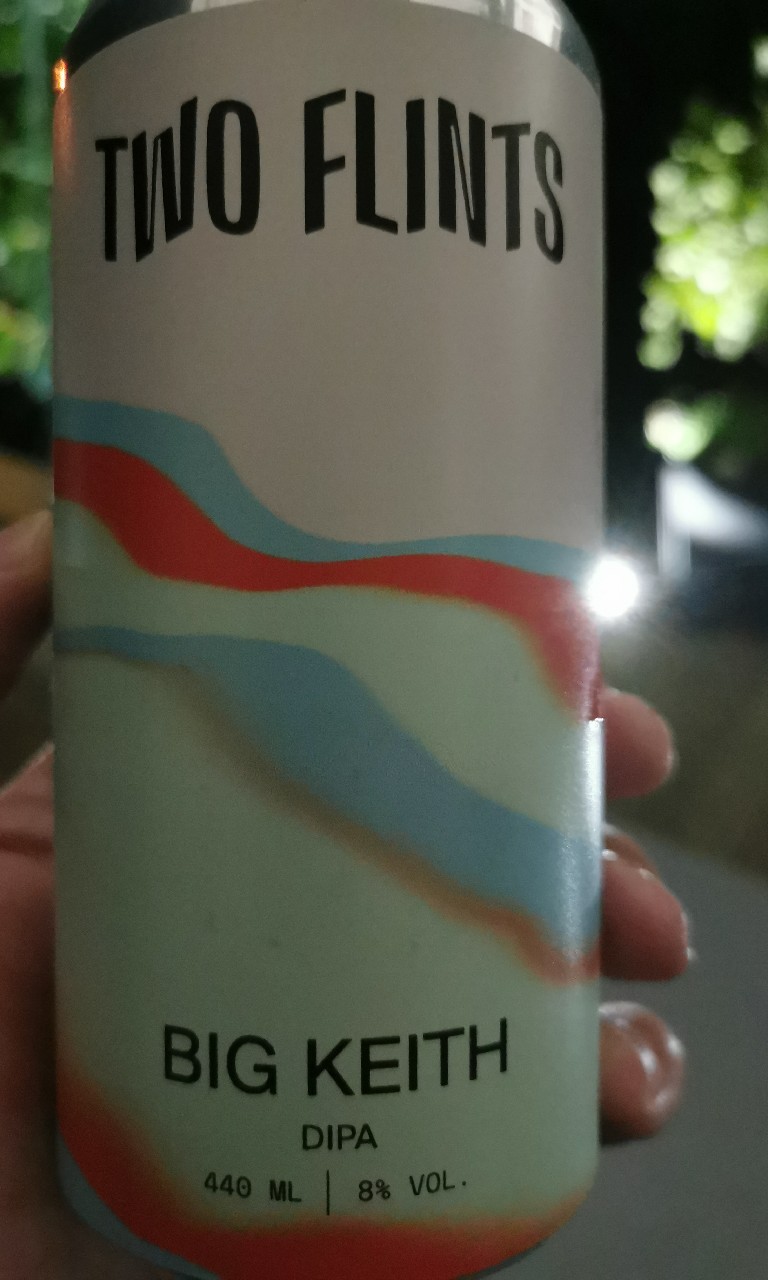 TWO FLINTS
BIG KEITH
DIPA
440 ML | 8% VOL.